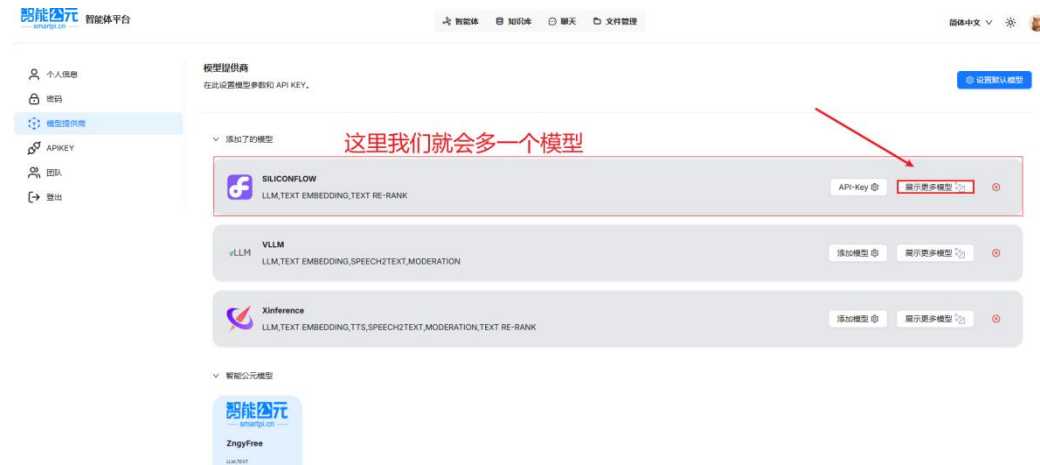 智能公元
smartpi.cn
智能体平台
智能体 知识库 聊天 文件管理
简体中文
个人信息
密码
模型提供商
APIKEY
团队
登出
模型提供商
在此设置模型参数和 API KEY。
设置默认模型
添加了的模型
这里我们就会多一个模型
SILICONFLOW
LLM,TEXT EMBEDDING,TEXT RE-RANK
API-Key 展示更多模型
vLLM
VLLM
LLM,TEXT EMBEDDING,SPEECH2TEXT,MODERATION
添加模型 展示更多模型
Xinference
LLM,TEXT EMBEDDING,TTS,SPEECH2TEXT,MODERATION,TEXT RE-RANK
添加模型 展示更多模型
智能公元模型
智能公元
smartpi.cn
ZngyFree
LLM,TEXT